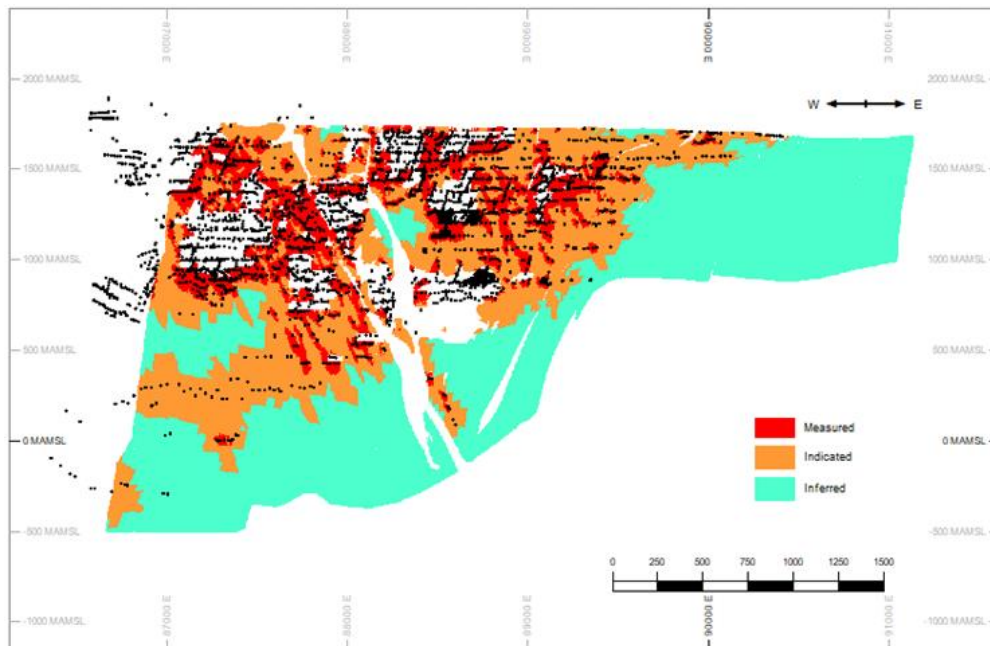 87000 E 88000 E 89000 E 90000 E 91000 E
2000 MAMSL 2000 MAMSL
W E
1500 MAMSL 1500 MAMSL
1000 MAMSL 1000 MAMSL
500 MAMSL 500 MAMSL
Measured
0 MAMSL 0 MAMSL
Indicated
Inferred
-500 MAMSL -500 MAMSL
0 250 500 750 1000 1250 1500
-1000 MAMSL -1000 MAMSL
87000 E 88000 E 89000 E 90000 E 91000 E